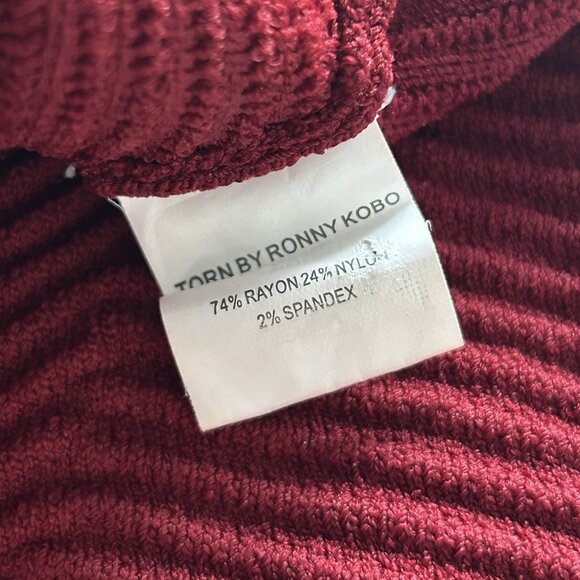 TORN BY RONNY KOBO
74% RAYON 24% NYLON
2% SPANDEX